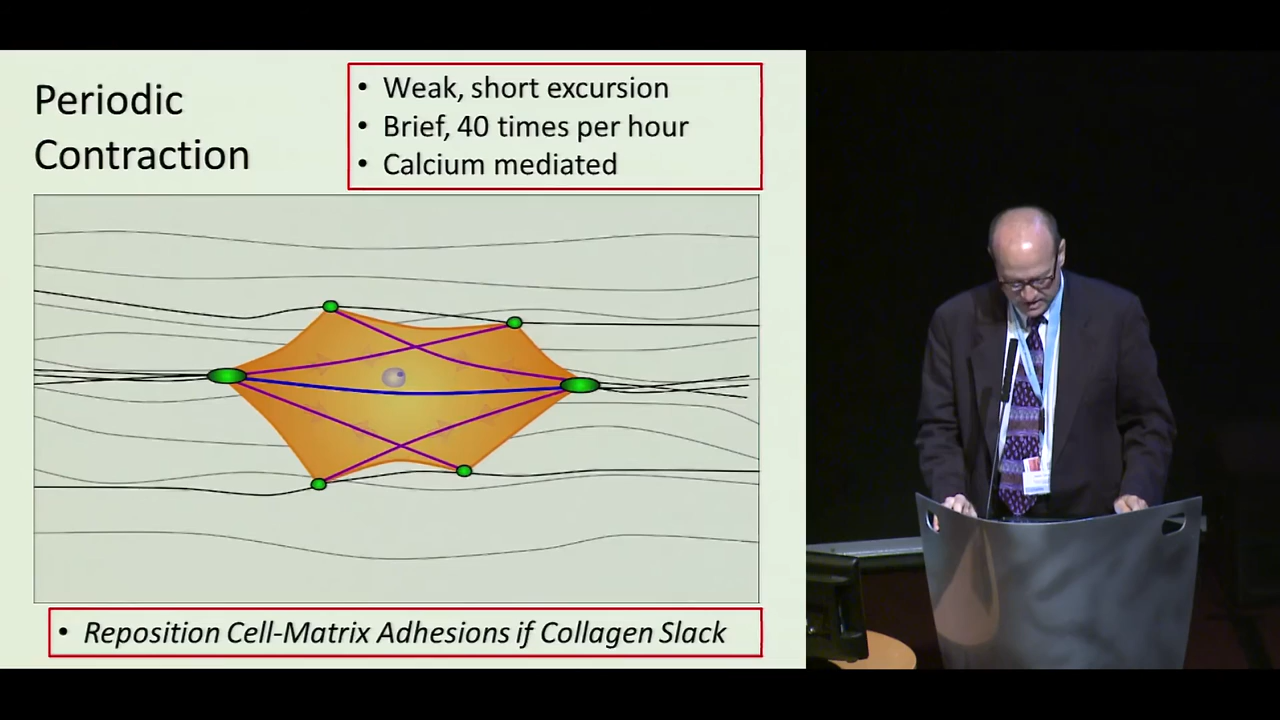 Periodic
Contraction
• Weak, short excursion
• Brief, 40 times per hour
• Calcium mediated
• Reposition Cell-Matrix Adhesions if Collagen Slack